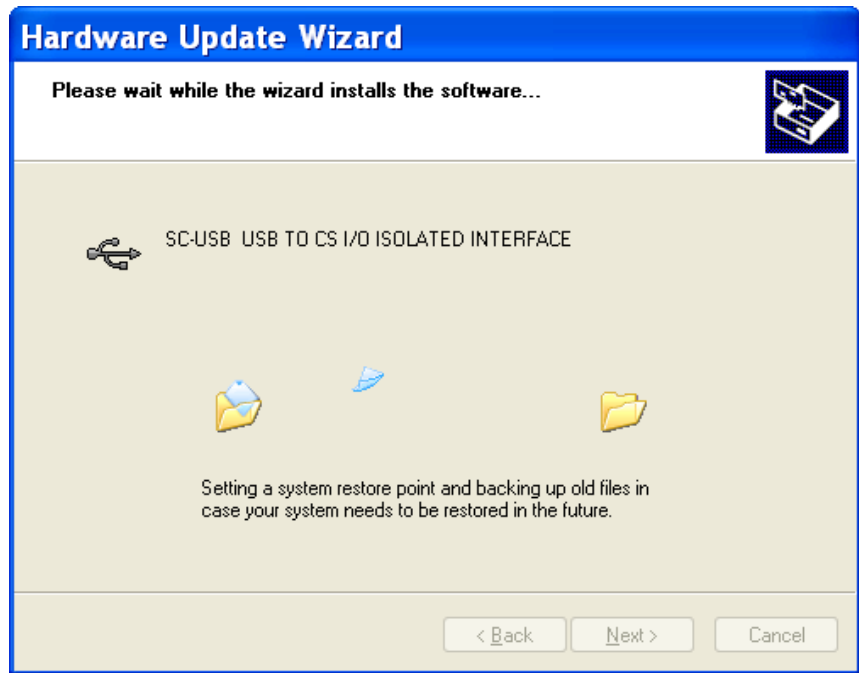 Hardware Update Wizard
Please wait while the wizard installs the software...
SC-USB  USB TO CS I/O ISOLATED INTERFACE
Setting a system restore point and backing up old files in
case your system needs to be restored in the future.
< Back
Next >
Cancel